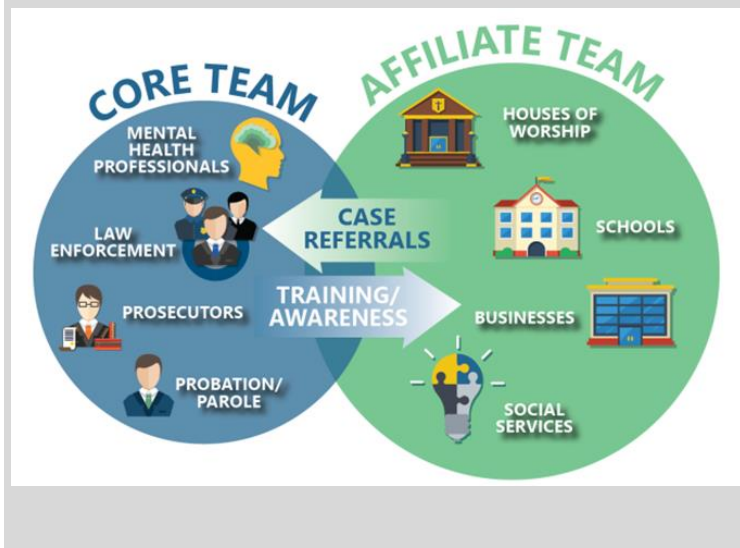 CORE TEAM
MENTAL
HEALTH
PROFESSIONALS
LAW
ENFORCEMENT
PROSECUTORS
PROBATION/
PAROLE
CASE
REFERRALS
TRAINING/
AWARENESS
AFFILIATE TEAM
HOUSES OF
WORSHIP
SCHOOLS
BUSINESSES
SOCIAL
SERVICES